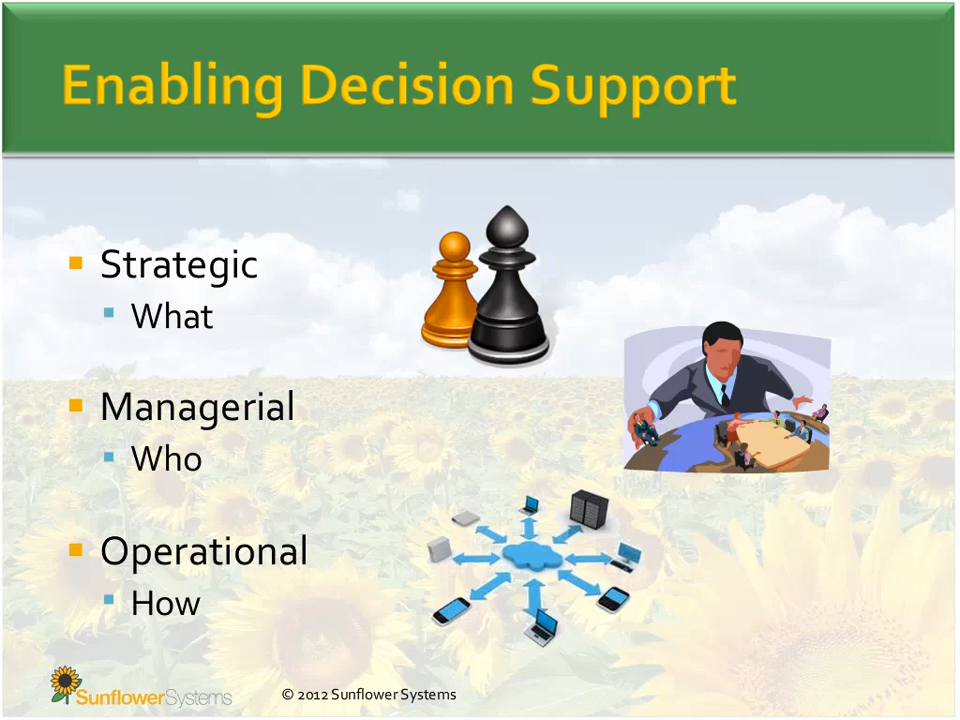 Enabling Decision Support
Strategic
What
Managerial
Who
Operational
How
SunflowerSystems
© 2012 Sunflower Systems